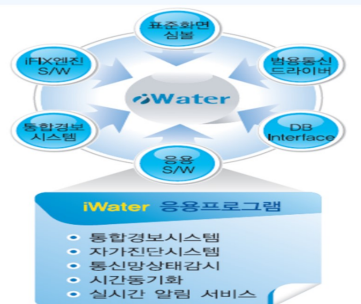 표준화면
심볼
iFIX엔진
S/W
범용통신
드라이버
iWater
통합경보
시스템
DB
Interface
응용
S/W
iWater 응용프로그램
• 통합경보시스템
• 자가진단시스템
• 통신망상태감시
• 시간동기화
• 실시간 알림 서비스